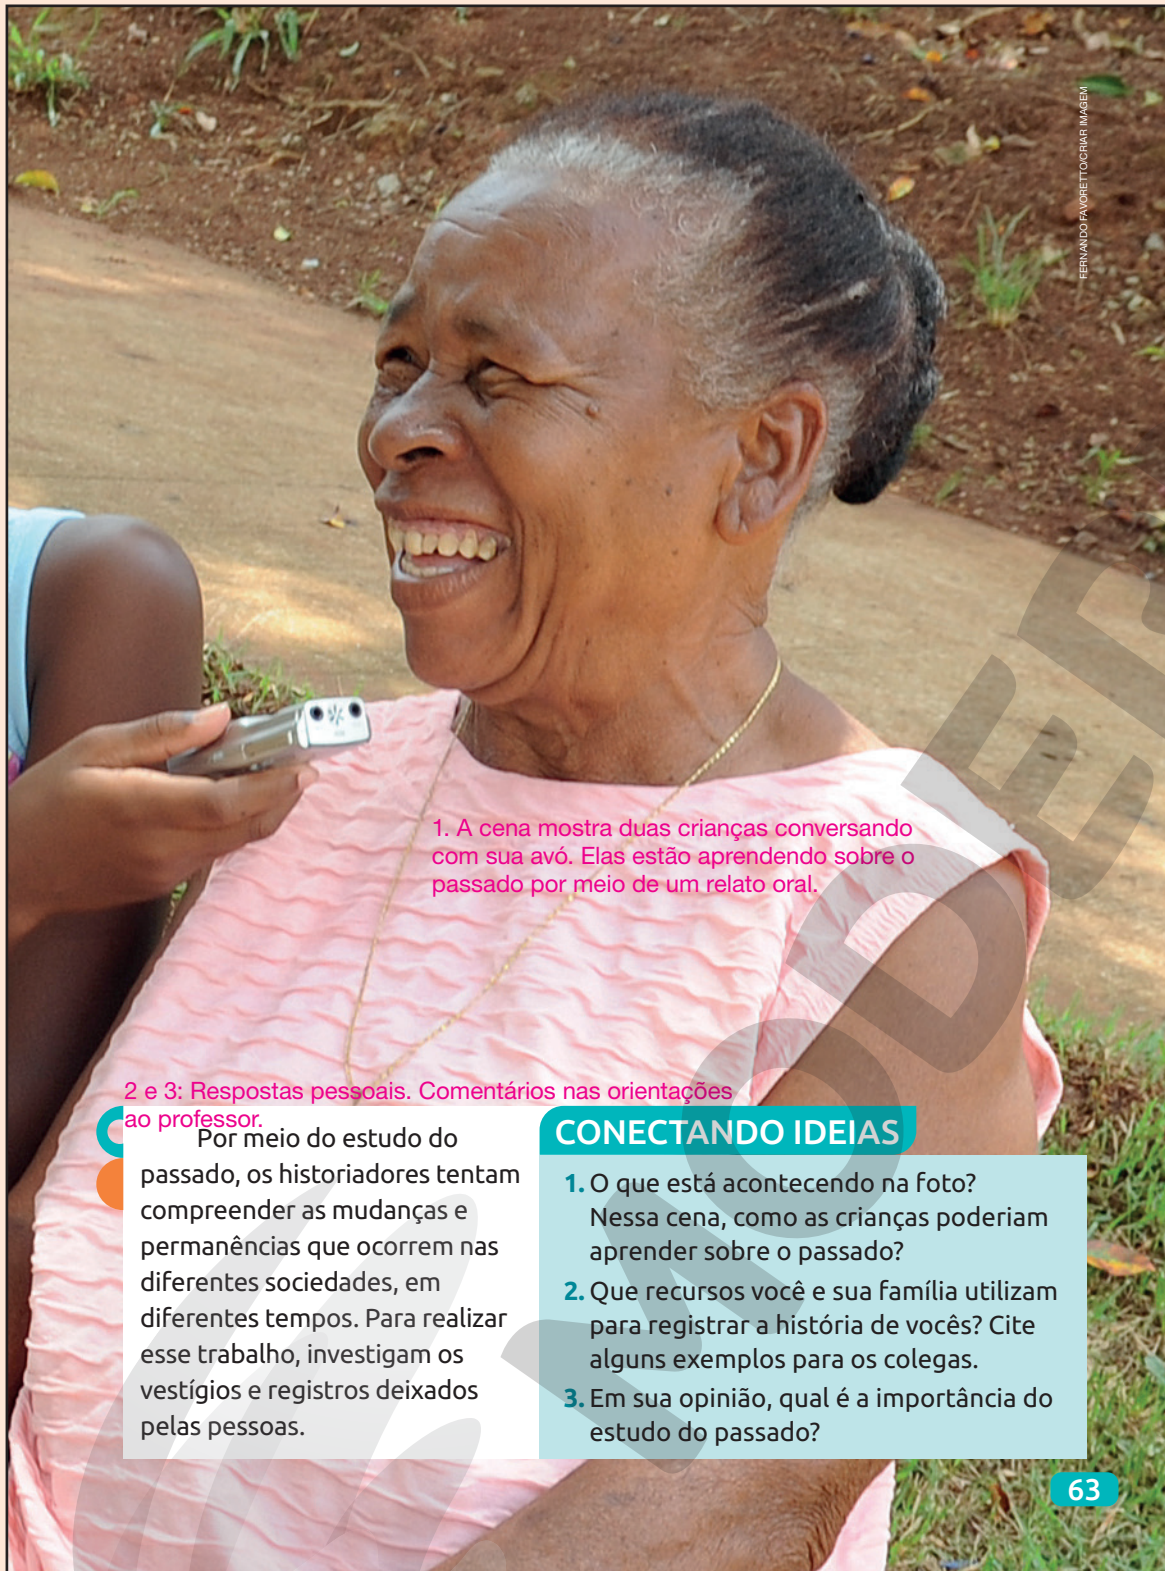 FERNANDO FAVORETTO/CRIAR IMAGEM
1. A cena mostra duas crianças conversando
com sua avó. Elas estão aprendendo sobre o
passado por meio de um relato oral.
2 e 3: Respostas pessoais. Comentários nas orientações
ao professor.
Por meio do estudo do
passado, os historiadores tentam
compreender as mudanças e
permanências que ocorrem nas
diferentes sociedades, em
diferentes tempos. Para realizar
esse trabalho, investigam os
vestígios e registros deixados
pelas pessoas.
CONECTANDO IDEIAS
1. O que está acontecendo na foto?
Nessa cena, como as crianças poderiam
aprender sobre o passado?
2. Que recursos você e sua família utilizam
para registrar a história de vocês? Cite
alguns exemplos para os colegas.
3. Em sua opinião, qual é a importância do
estudo do passado?
63